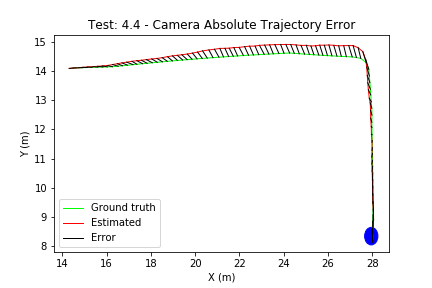 Test: 4.4 - Camera Absolute Trajectory Error
15
14
13
12
11
10
9
8
Y (m)
Ground truth
Estimated
Error
14 16 18 20 22 24 26 28
X (m)